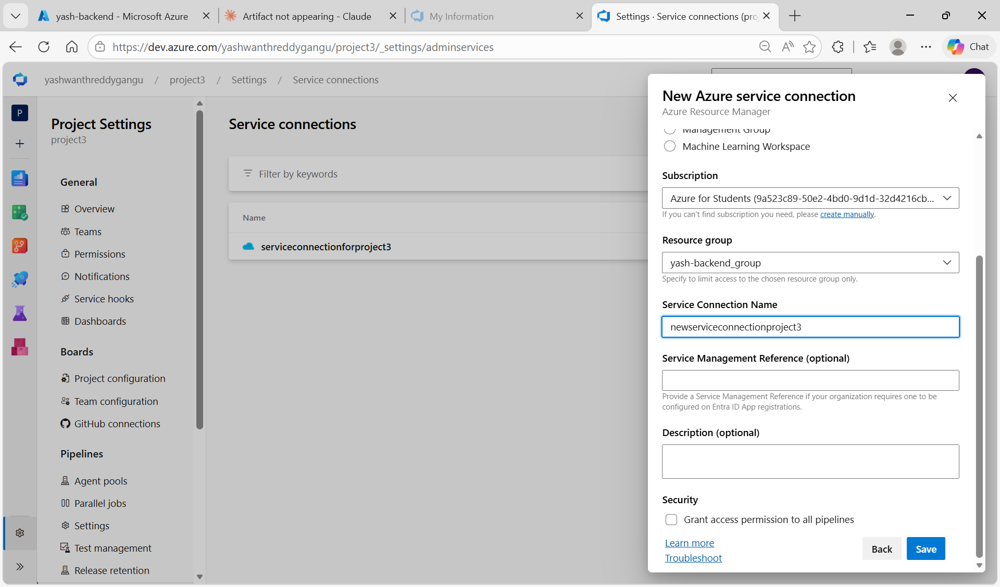 yash-backend - Microsoft Azure
Artifact not appearing - Claude
My Information
Settings · Service connections (pro
https://dev.azure.com/yashwanthreddygangu/project3/_settings/adminservices
Chat
yashwanthreddygangu / project3 / Settings / Service connections
P
Project Settings
project3
General
Overview
Teams
Permissions
Notifications
Service hooks
Dashboards
Boards
Project configuration
Team configuration
GitHub connections
Pipelines
Agent pools
Parallel jobs
Settings
Test management
Release retention
Service connections
Filter by keywords
Name
serviceconnectionforproject3
New Azure service connection
Azure Resource Manager
Management Group
Machine Learning Workspace
Subscription
Azure for Students (9a523c89-50e2-4bd0-9d1d-32d4216cb...
If you can't find subscription you need, please create manually.
Resource group
yash-backend_group
Specify to limit access to the chosen resource group only.
Service Connection Name
newserviceconnectionproject3
Service Management Reference (optional)
Provide a Service Management Reference if your organization requires one to be
configured on Entra ID App registrations.
Description (optional)
Security
Grant access permission to all pipelines
Learn more
Troubleshoot
Back
Save